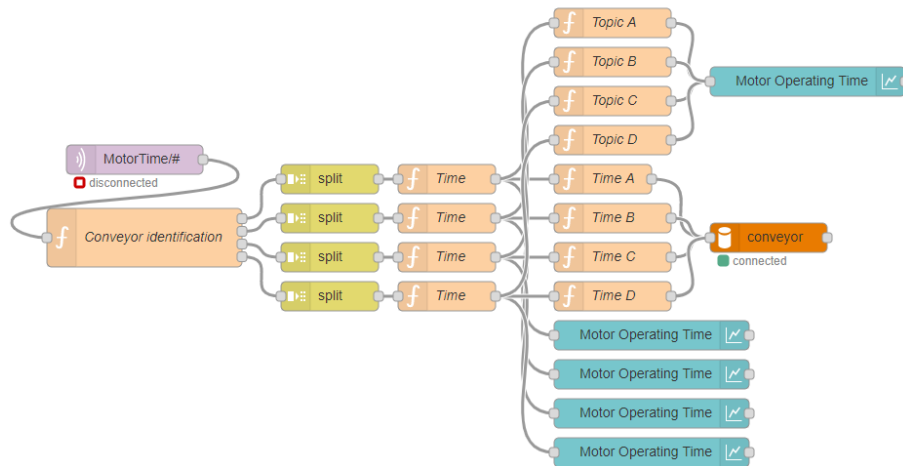 Topic A
Topic B
Motor Operating Time
Topic C
Topic D
MotorTime/#
disconnected
split
Time
Time A
Conveyor identification
split
Time
Time B
conveyor
connected
split
Time
Time C
split
Time
Time D
Motor Operating Time
Motor Operating Time
Motor Operating Time
Motor Operating Time